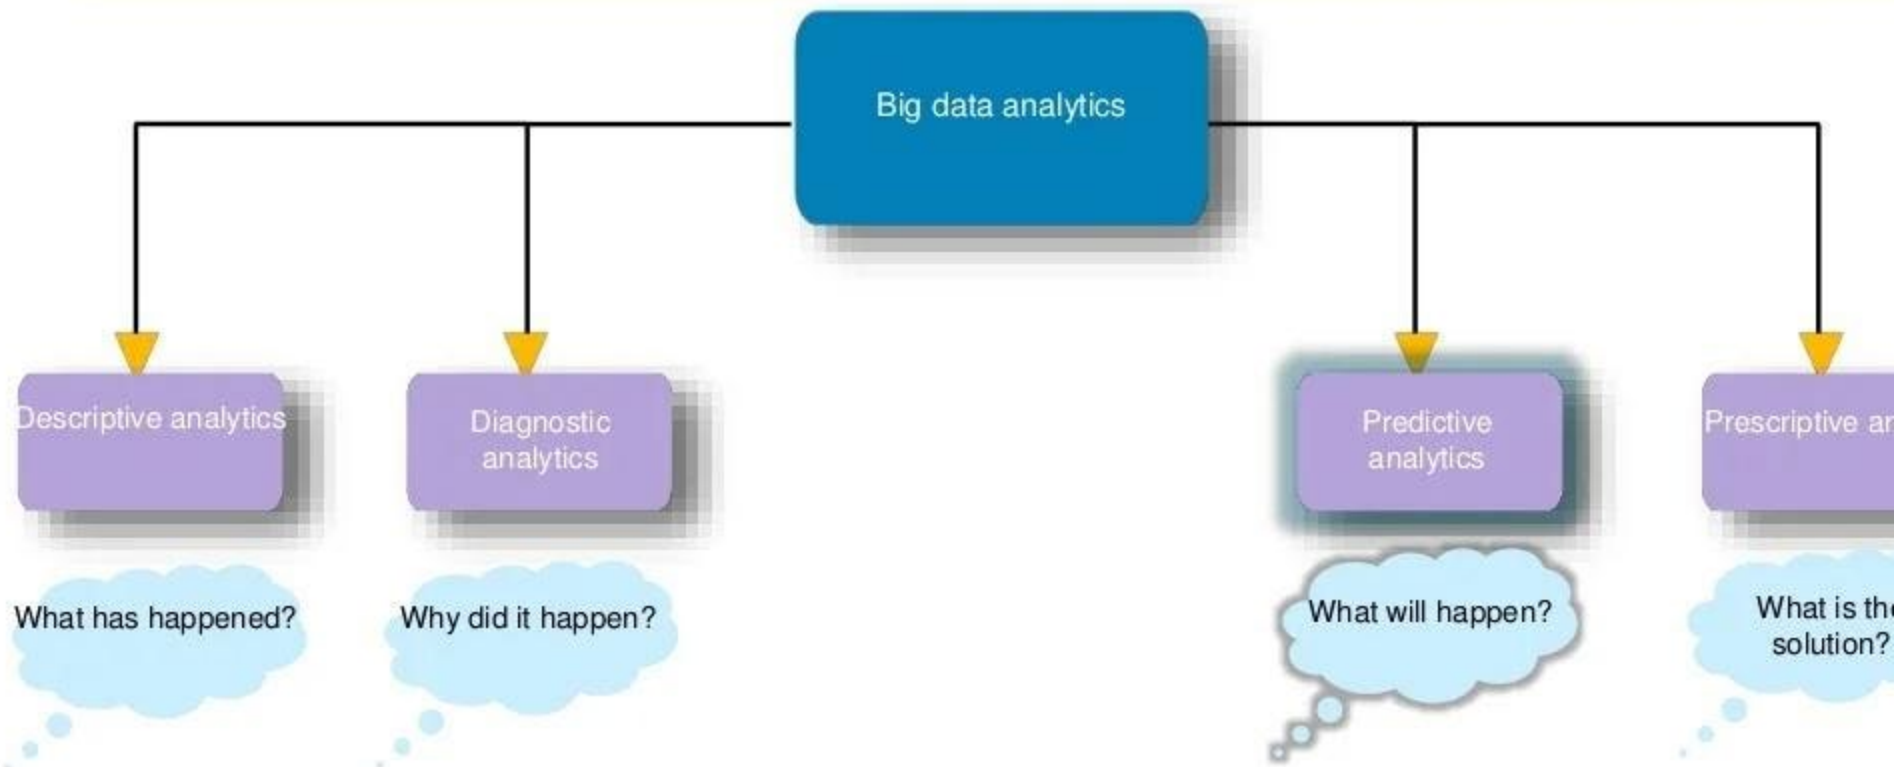 Big data analytics
Descriptive analytics
Diagnostic
analytics
Predictive
analytics
Prescriptive
What has happened?
Why did it happen?
What will happen?
What is the
solution?